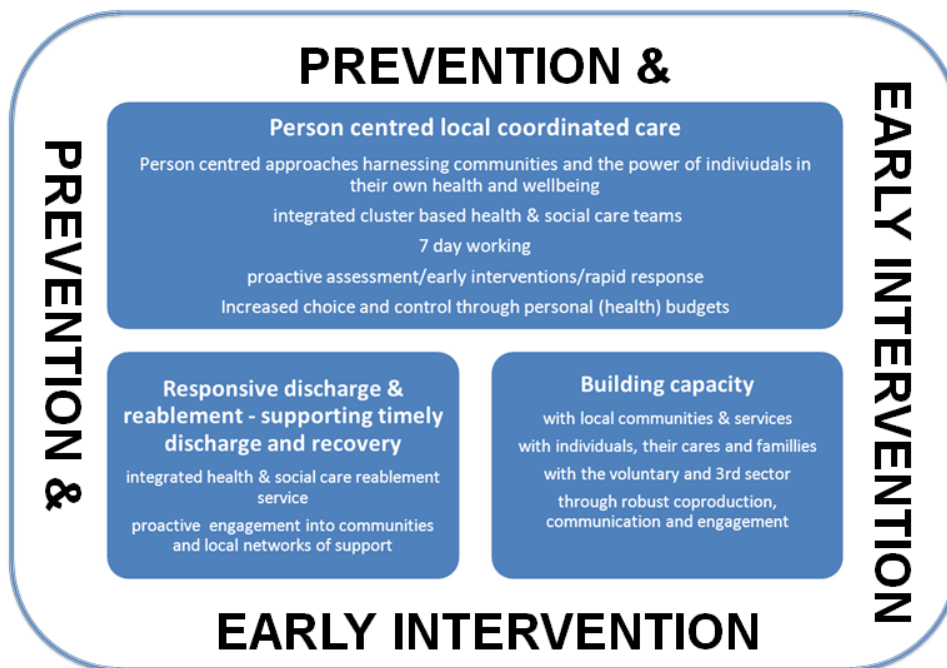 PREVENTION &
PREVENTION &
Person centred local coordinated care
Person centred approaches harnessing communities and the power of indiviudals in
their own health and wellbeing
integrated cluster based health & social care teams
7 day working
proactive assessment/early interventions/rapid response
Increased choice and control through personal (health) budgets
EARLY INTERVENTION
Responsive discharge &
reablement - supporting timely
discharge and recovery
integrated health & social care reablement
service
proactive engagement into communities
and local networks of support
Building capacity
with local communities & services
with individuals, their cares and famillies
with the voluntary and 3rd sector
through robust coproduction,
communication and engagement
EARLY INTERVENTION